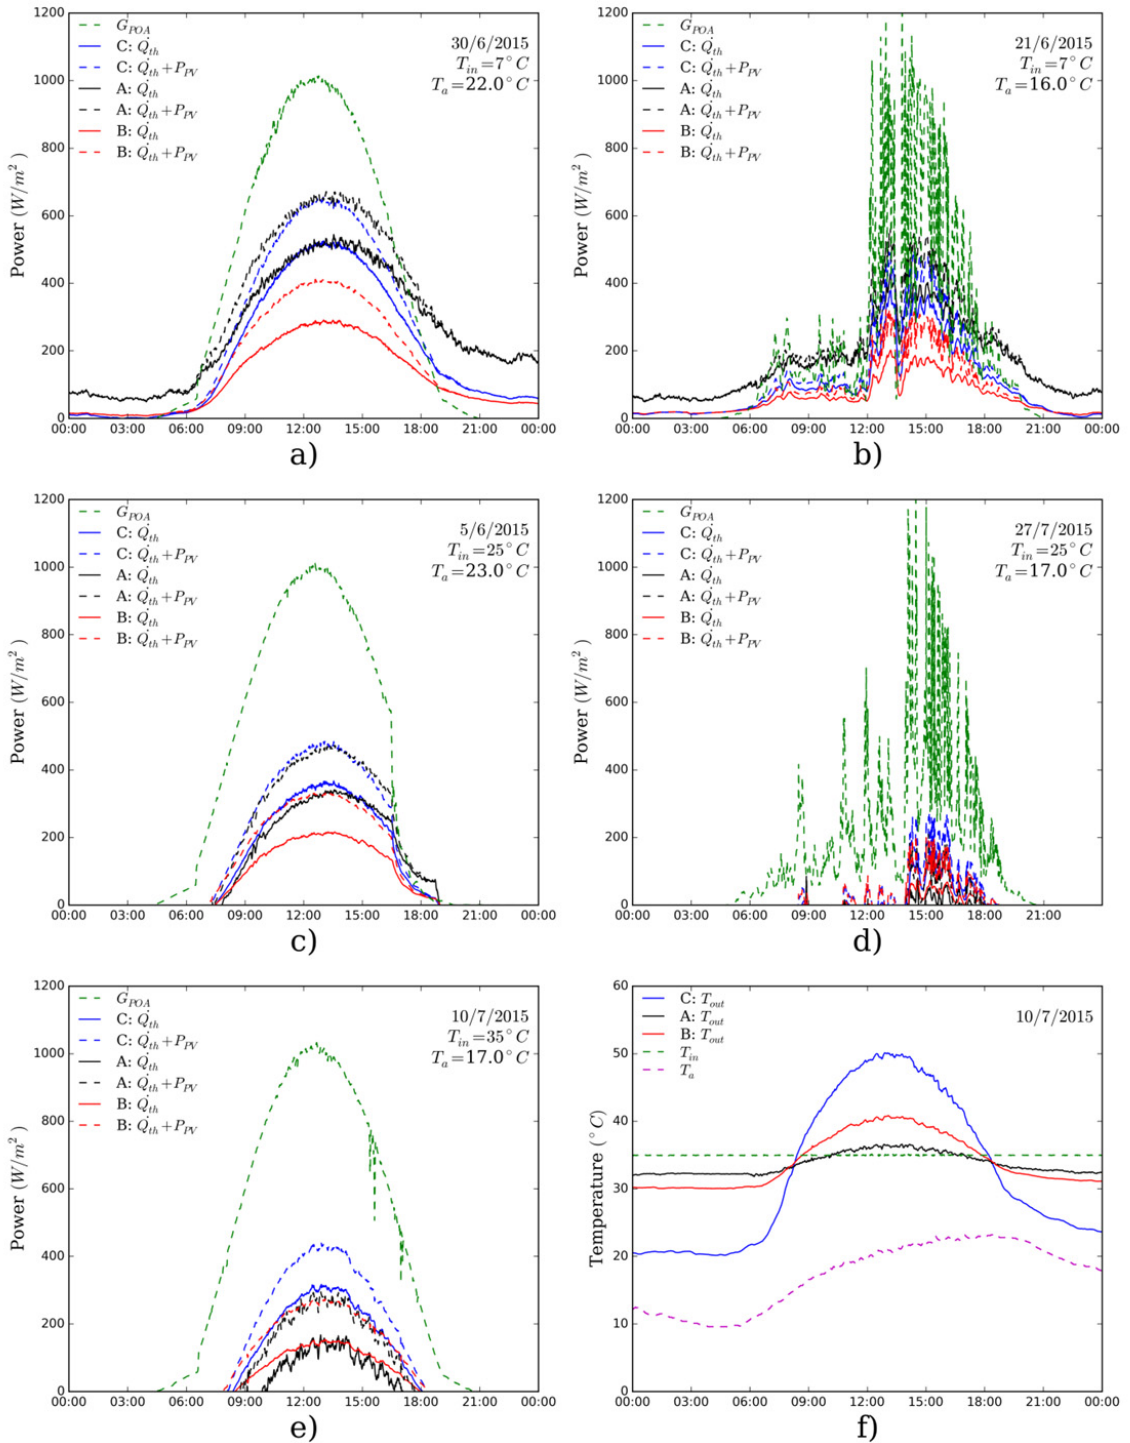 1200
1000
800
600
400
200
0
Power (W/m²)
G_POA
C: Q̇_th
C: Q̇_th+P_PV
A: Q̇_th
A: Q̇_th+P_PV
B: Q̇_th
B: Q̇_th+P_PV
30/6/2015
T_in=7°C
T_a=22.0°C
00:00 03:00 06:00 09:00 12:00 15:00 18:00 21:00 00:00
a)
1200
1000
800
600
400
200
0
Power (W/m²)
G_POA
C: Q̇_th
C: Q̇_th+P_PV
A: Q̇_th
A: Q̇_th+P_PV
B: Q̇_th
B: Q̇_th+P_PV
21/6/2015
T_in=7°C
T_a=16.0°C
00:00 03:00 06:00 09:00 12:00 15:00 18:00 21:00 00:00
b)
1200
1000
800
600
400
200
0
Power (W/m²)
G_POA
C: Q̇_th
C: Q̇_th+P_PV
A: Q̇_th
A: Q̇_th+P_PV
B: Q̇_th
B: Q̇_th+P_PV
5/6/2015
T_in=25°C
T_a=23.0°C
00:00 03:00 06:00 09:00 12:00 15:00 18:00 21:00 00:00
c)
1200
1000
800
600
400
200
0
Power (W/m²)
G_POA
C: Q̇_th
C: Q̇_th+P_PV
A: Q̇_th
A: Q̇_th+P_PV
B: Q̇_th
B: Q̇_th+P_PV
27/7/2015
T_in=25°C
T_a=17.0°C
00:00 03:00 06:00 09:00 12:00 15:00 18:00 21:00
d)
1200
1000
800
600
400
200
0
Power (W/m²)
G_POA
C: Q̇_th
C: Q̇_th+P_PV
A: Q̇_th
A: Q̇_th+P_PV
B: Q̇_th
B: Q̇_th+P_PV
10/7/2015
T_in=35°C
T_a=17.0°C
00:00 03:00 06:00 09:00 12:00 15:00 18:00 21:00 00:00
e)
60
50
40
30
20
10
0
Temperature (°C)
C: T_out
A: T_out
B: T_out
T_in
T_a
10/7/2015
00:00 03:00 06:00 09:00 12:00 15:00 18:00 21:00 00:00
f)